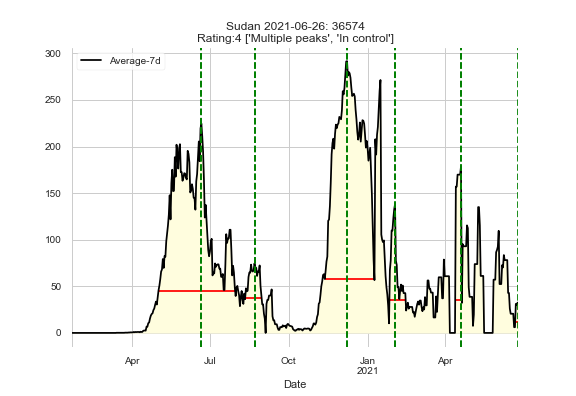 Sudan 2021-06-26: 36574
Rating:4 ['Multiple peaks', 'In control']
Average-7d
300
250
200
150
100
50
0
Apr
Jul
Oct
Jan
2021
Apr
Date